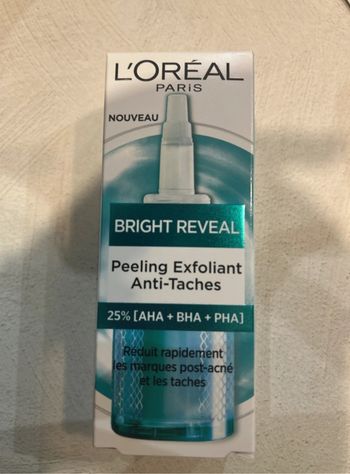 L'ORÉAL
PARIS
NOUVEAU
BRIGHT REVEAL
Peeling Exfoliant
Anti-Taches
25% [AHA + BHA + PHA]
Réduit rapidement
les marques post-acné
et les taches